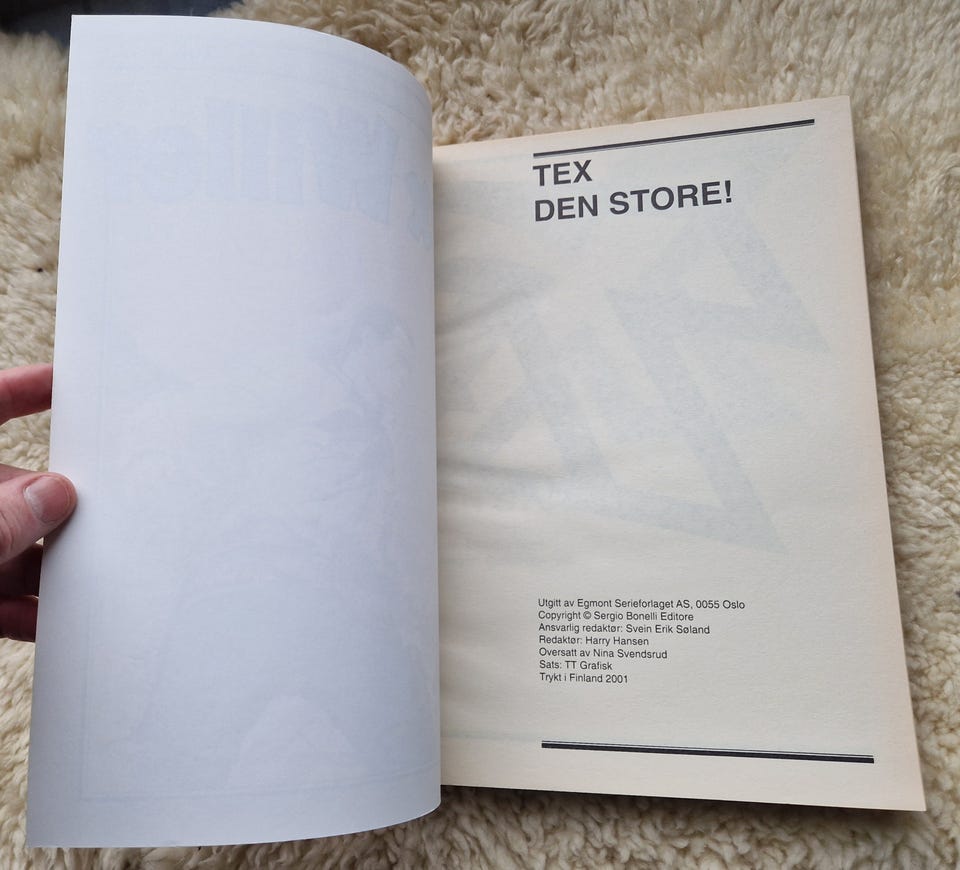 TEX
DEN STORE!
Utgitt av Egmont Serieforlaget AS, 0055 Oslo
Copyright © Sergio Bonelli Editore
Ansvarlig redaktør: Svein Erik Søland
Redaktør: Harry Hansen
Oversatt av Nina Svendsrud
Sats: TT Grafisk
Trykt i Finland 2001